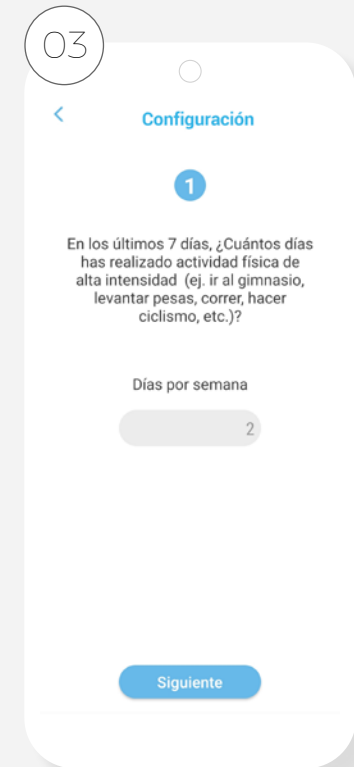 03
Configuración
1
En los últimos 7 días, ¿Cuántos días
has realizado actividad física de
alta intensidad (ej. ir al gimnasio,
levantar pesas, correr, hacer
ciclismo, etc.)?
Días por semana
2
Siguiente